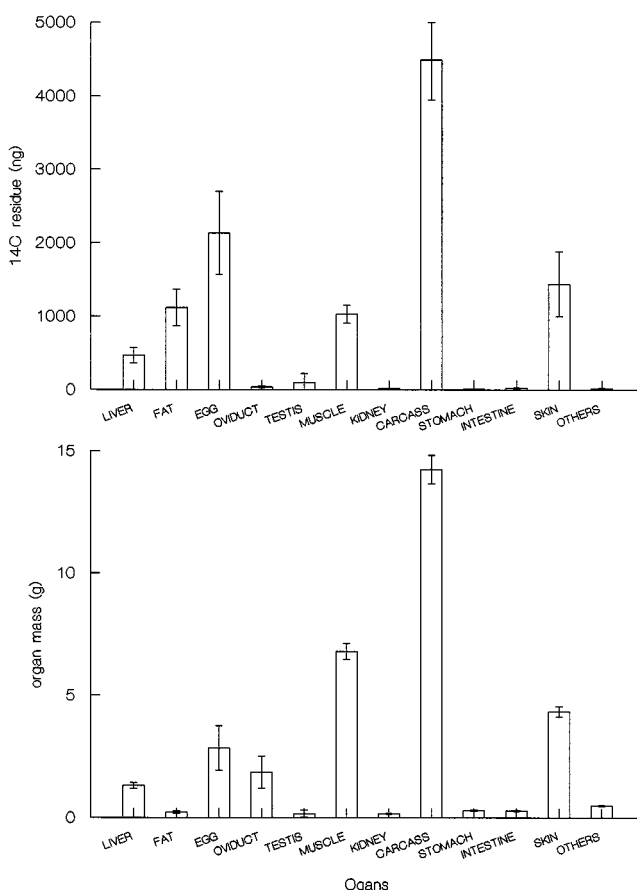 5000
4000
3000
2000
1000
0
14C residue (ng)
LIVER FAT EGG OVIDUCT TESTIS MUSCLE KIDNEY CARCASS STOMACH INTESTINE SKIN OTHERS
15
10
5
0
organ mass (g)
LIVER FAT EGG OVIDUCT TESTIS MUSCLE KIDNEY CARCASS STOMACH INTESTINE SKIN OTHERS
Ogans